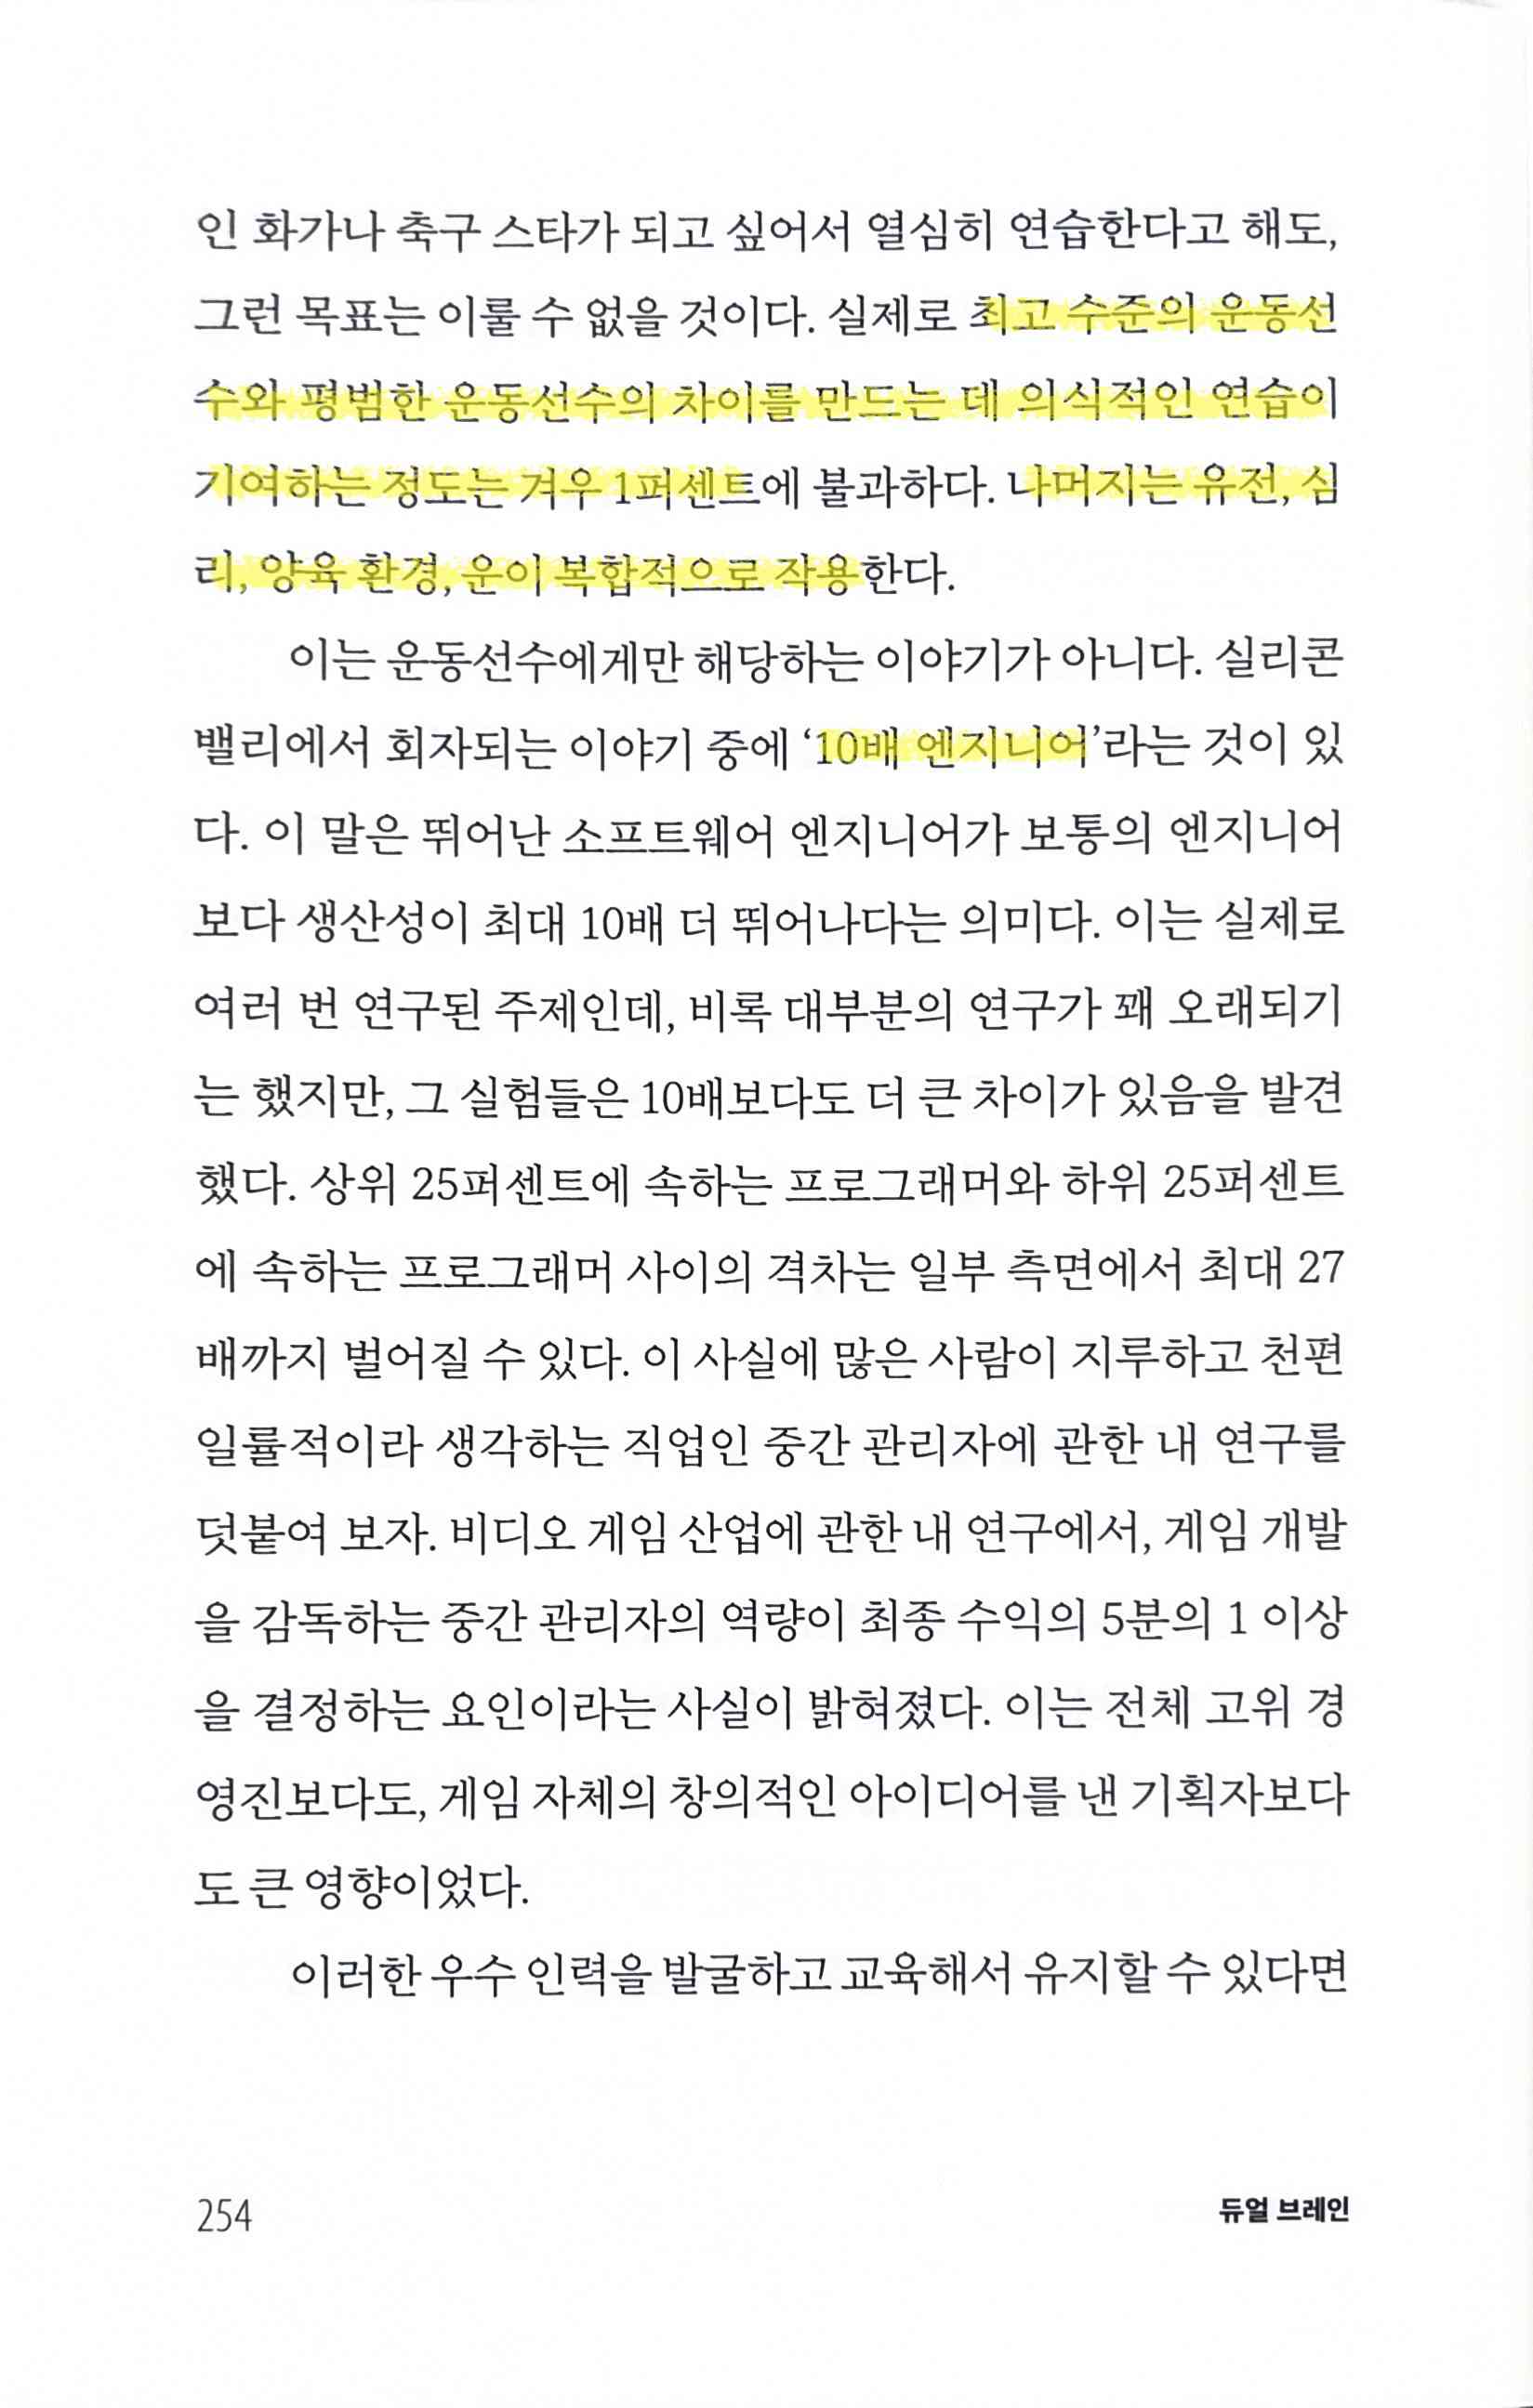 인 화가나 축구 스타가 되고 싶어서 열심히 연습한다고 해도,
그런 목표는 이룰 수 없을 것이다. 실제로 최고 수준의 운동선
수와 평범한 운동선수의 차이를 만드는 데 의식적인 연습이
기여하는 정도는 겨우 1퍼센트에 불과하다. 나머지는 유전, 심
리, 양육 환경, 운이 복합적으로 작용한다.
이는 운동선수에게만 해당하는 이야기가 아니다. 실리콘
밸리에서 회자되는 이야기 중에 ‘10배 엔지니어’라는 것이 있
다. 이 말은 뛰어난 소프트웨어 엔지니어가 보통의 엔지니어
보다 생산성이 최대 10배 더 뛰어나다는 의미다. 이는 실제로
여러 번 연구된 주제인데, 비록 대부분의 연구가 꽤 오래되기
는 했지만, 그 실험들은 10배보다도 더 큰 차이가 있음을 발견
했다. 상위 25퍼센트에 속하는 프로그래머와 하위 25퍼센트
에 속하는 프로그래머 사이의 격차는 일부 측면에서 최대 27
배까지 벌어질 수 있다. 이 사실에 많은 사람이 지루하고 천편
일률적이라 생각하는 직업인 중간 관리자에 관한 내 연구를
덧붙여 보자. 비디오 게임 산업에 관한 내 연구에서, 게임 개발
을 감독하는 중간 관리자의 역량이 최종 수익의 5분의 1 이상
을 결정하는 요인이라는 사실이 밝혀졌다. 이는 전체 고위 경
영진보다도, 게임 자체의 창의적인 아이디어를 낸 기획자보다
도 큰 영향이었다.
이러한 우수 인력을 발굴하고 교육해서 유지할 수 있다면
254
듀얼 브레인